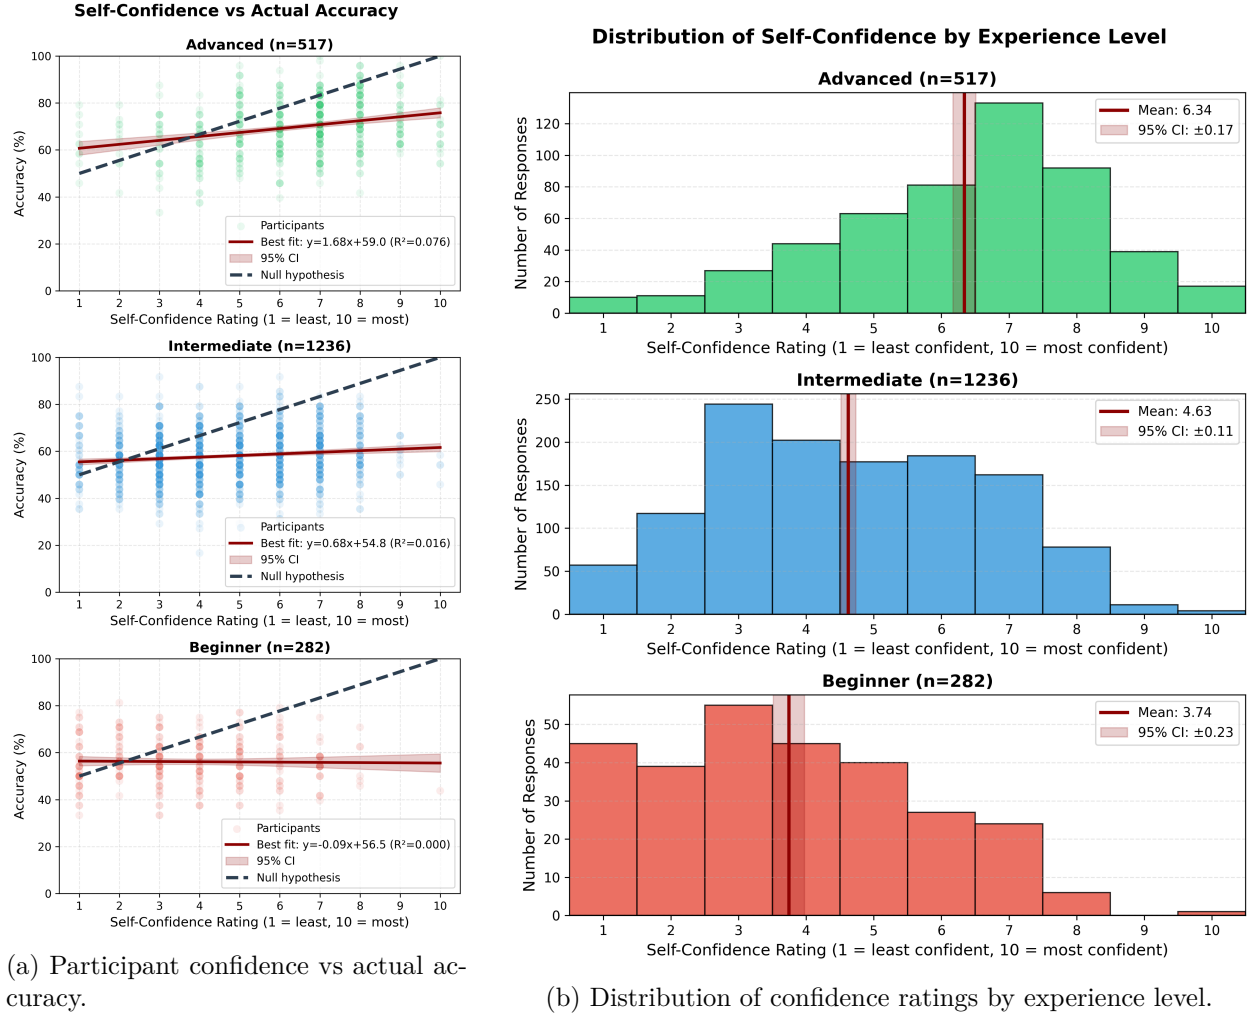 Self-Confidence vs Actual Accuracy
Advanced (n=517)
100
80
60
40
20
0
Accuracy (%)
Participants
Best fit: y=1.68x+59.0 (R²=0.076)
95% CI
Null hypothesis
1 2 3 4 5 6 7 8 9 10
Self-Confidence Rating (1 = least, 10 = most)
Intermediate (n=1236)
100
80
60
40
20
0
Accuracy (%)
Participants
Best fit: y=0.68x+54.8 (R²=0.016)
95% CI
Null hypothesis
1 2 3 4 5 6 7 8 9 10
Self-Confidence Rating (1 = least, 10 = most)
Beginner (n=282)
100
80
60
40
20
0
Accuracy (%)
Participants
Best fit: y=-0.09x+56.5 (R²=0.000)
95% CI
Null hypothesis
1 2 3 4 5 6 7 8 9 10
Self-Confidence Rating (1 = least, 10 = most)
(a) Participant confidence vs actual ac-
curacy.
Distribution of Self-Confidence by Experience Level
Advanced (n=517)
120
100
80
60
40
20
0
Number of Responses
Mean: 6.34
95% CI: ±0.17
1 2 3 4 5 6 7 8 9 10
Self-Confidence Rating (1 = least confident, 10 = most confident)
Intermediate (n=1236)
250
200
150
100
50
0
Number of Responses
Mean: 4.63
95% CI: ±0.11
1 2 3 4 5 6 7 8 9 10
Self-Confidence Rating (1 = least confident, 10 = most confident)
Beginner (n=282)
50
40
30
20
10
0
Number of Responses
Mean: 3.74
95% CI: ±0.23
1 2 3 4 5 6 7 8 9 10
Self-Confidence Rating (1 = least confident, 10 = most confident)
(b) Distribution of confidence ratings by experience level.